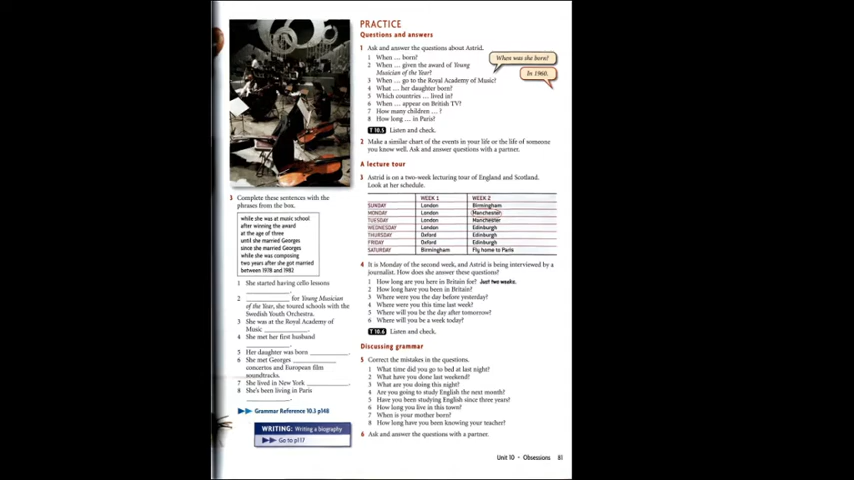 3 Complete these sentences with the
phrases from the box.
while she was at music school
after winning the award
at the age of three
until she married Georges
since she married Georges
while she was composing
two years after she got married
between 1978 and 1982
1 She started having cello lessons
____________.
2 ____________ for Young Musician
of the Year, she toured schools with the
Swedish Youth Orchestra.
3 She was at the Royal Academy of
Music ____________.
4 She met her first husband
____________.
5 Her daughter was born ____________.
6 She met Georges ____________
concertos and European film
soundtracks.
7 She lived in New York ____________.
8 She's been living in Paris
____________.
Grammar Reference 10.3 p148
WRITING: Writing a biography
Go to p117
PRACTICE
Questions and answers
1 Ask and answer the questions about Astrid.
1 When … born?
2 When … given the award of Young
Musician of the Year?
3 When … go to the Royal Academy of Music?
4 What … her daughter born?
5 Which countries … lived in?
6 When … appear on British TV?
7 How many children … ?
8 How long … in Paris?
When was she born?
In 1960.
T 10.5 Listen and check.
2 Make a similar chart of the events in your life or the life of someone
you know well. Ask and answer questions with a partner.
A lecture tour
3 Astrid is on a two-week lecturing tour of England and Scotland.
Look at her schedule.
WEEK 1 WEEK 2
SUNDAY London Birmingham
MONDAY London Manchester
TUESDAY London Manchester
WEDNESDAY London Edinburgh
THURSDAY Oxford Edinburgh
FRIDAY Oxford Edinburgh
SATURDAY Birmingham Fly home to Paris
4 It is Monday of the second week, and Astrid is being interviewed by a
journalist. How does she answer these questions?
1 How long are you here in Britain for? Just two weeks.
2 How long have you been in Britain?
3 Where were you the day before yesterday?
4 Where were you this time last week?
5 Where will you be the day after tomorrow?
6 Where will you be a week today?
T 10.6 Listen and check.
Discussing grammar
5 Correct the mistakes in the questions.
1 What time did you go to bed at last night?
2 What have you done last weekend?
3 What are you doing this night?
4 Are you going to study English the next month?
5 Have you been studying English since three years?
6 How long you live in this town?
7 When is your mother born?
8 How long have you been knowing your teacher?
6 Ask and answer the questions with a partner.
Unit 10 • Obsessions 81